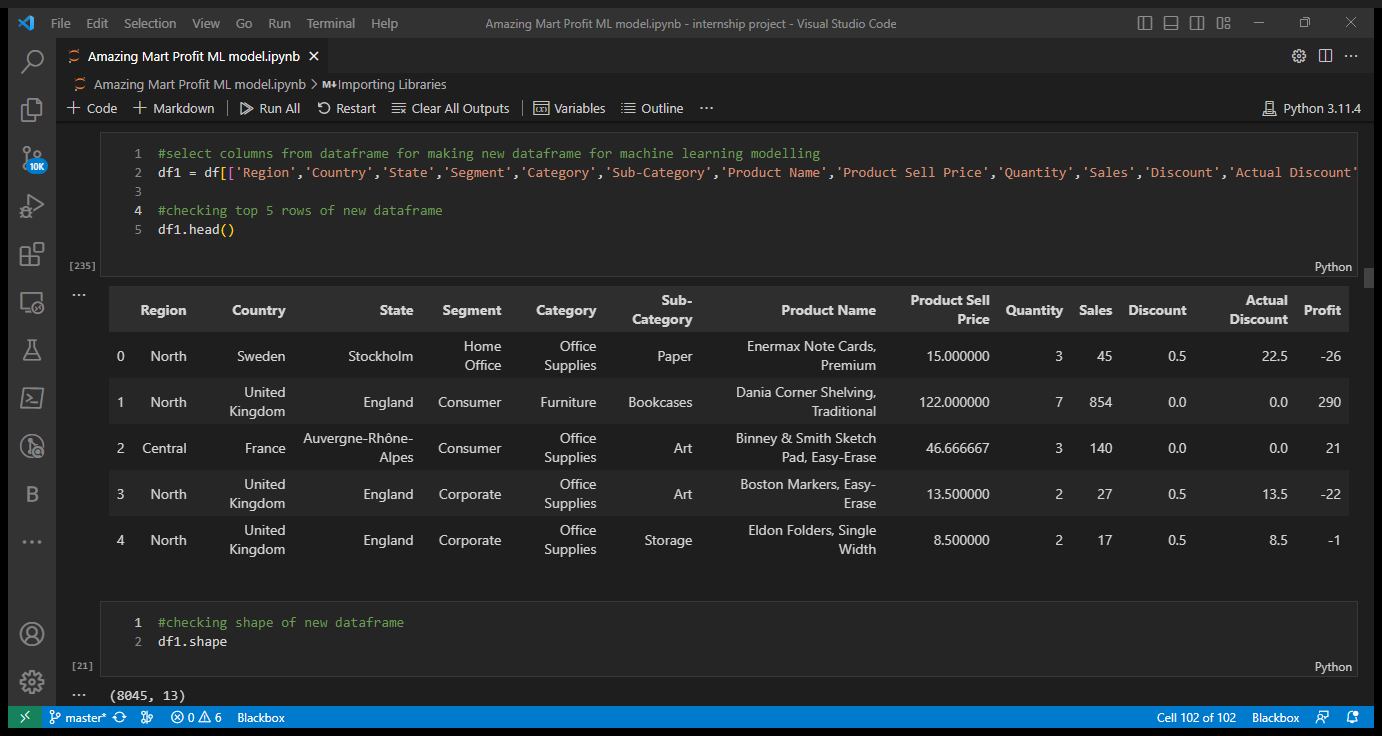 File Edit Selection View Go Run Terminal Help Amazing Mart Profit ML model.ipynb - internship project - Visual Studio Code
Amazing Mart Profit ML model.ipynb
Amazing Mart Profit ML model.ipynb > M↓Importing Libraries
+ Code + Markdown Run All Restart Clear All Outputs Variables Outline ... Python 3.11.4
10K
1 #select columns from dataframe for making new dataframe for machine learning modelling
2 df1 = df[['Region','Country','State','Segment','Category','Sub-Category','Product Name','Product Sell Price','Quantity','Sales','Discount','Actual Discount'
3
4 #checking top 5 rows of new dataframe
5 df1.head()
[235] Python
...
Region Country State Segment Category Sub-Category Product Name Product Sell Price Quantity Sales Discount Actual Discount Profit
0 North Sweden Stockholm Home Office Office Supplies Paper Enermax Note Cards, Premium 15.000000 3 45 0.5 22.5 -26
1 North United Kingdom England Consumer Furniture Bookcases Dania Corner Shelving, Traditional 122.000000 7 854 0.0 0.0 290
2 Central France Auvergne-Rhône-Alpes Consumer Office Supplies Art Binney & Smith Sketch Pad, Easy-Erase 46.666667 3 140 0.0 0.0 21
3 North United Kingdom England Corporate Office Supplies Art Boston Markers, Easy-Erase 13.500000 2 27 0.5 13.5 -22
4 North United Kingdom England Corporate Office Supplies Storage Eldon Folders, Single Width 8.500000 2 17 0.5 8.5 -1
B
1 #checking shape of new dataframe
2 df1.shape
[21] Python
... (8045, 13)
master* 0 6 Blackbox Cell 102 of 102 Blackbox